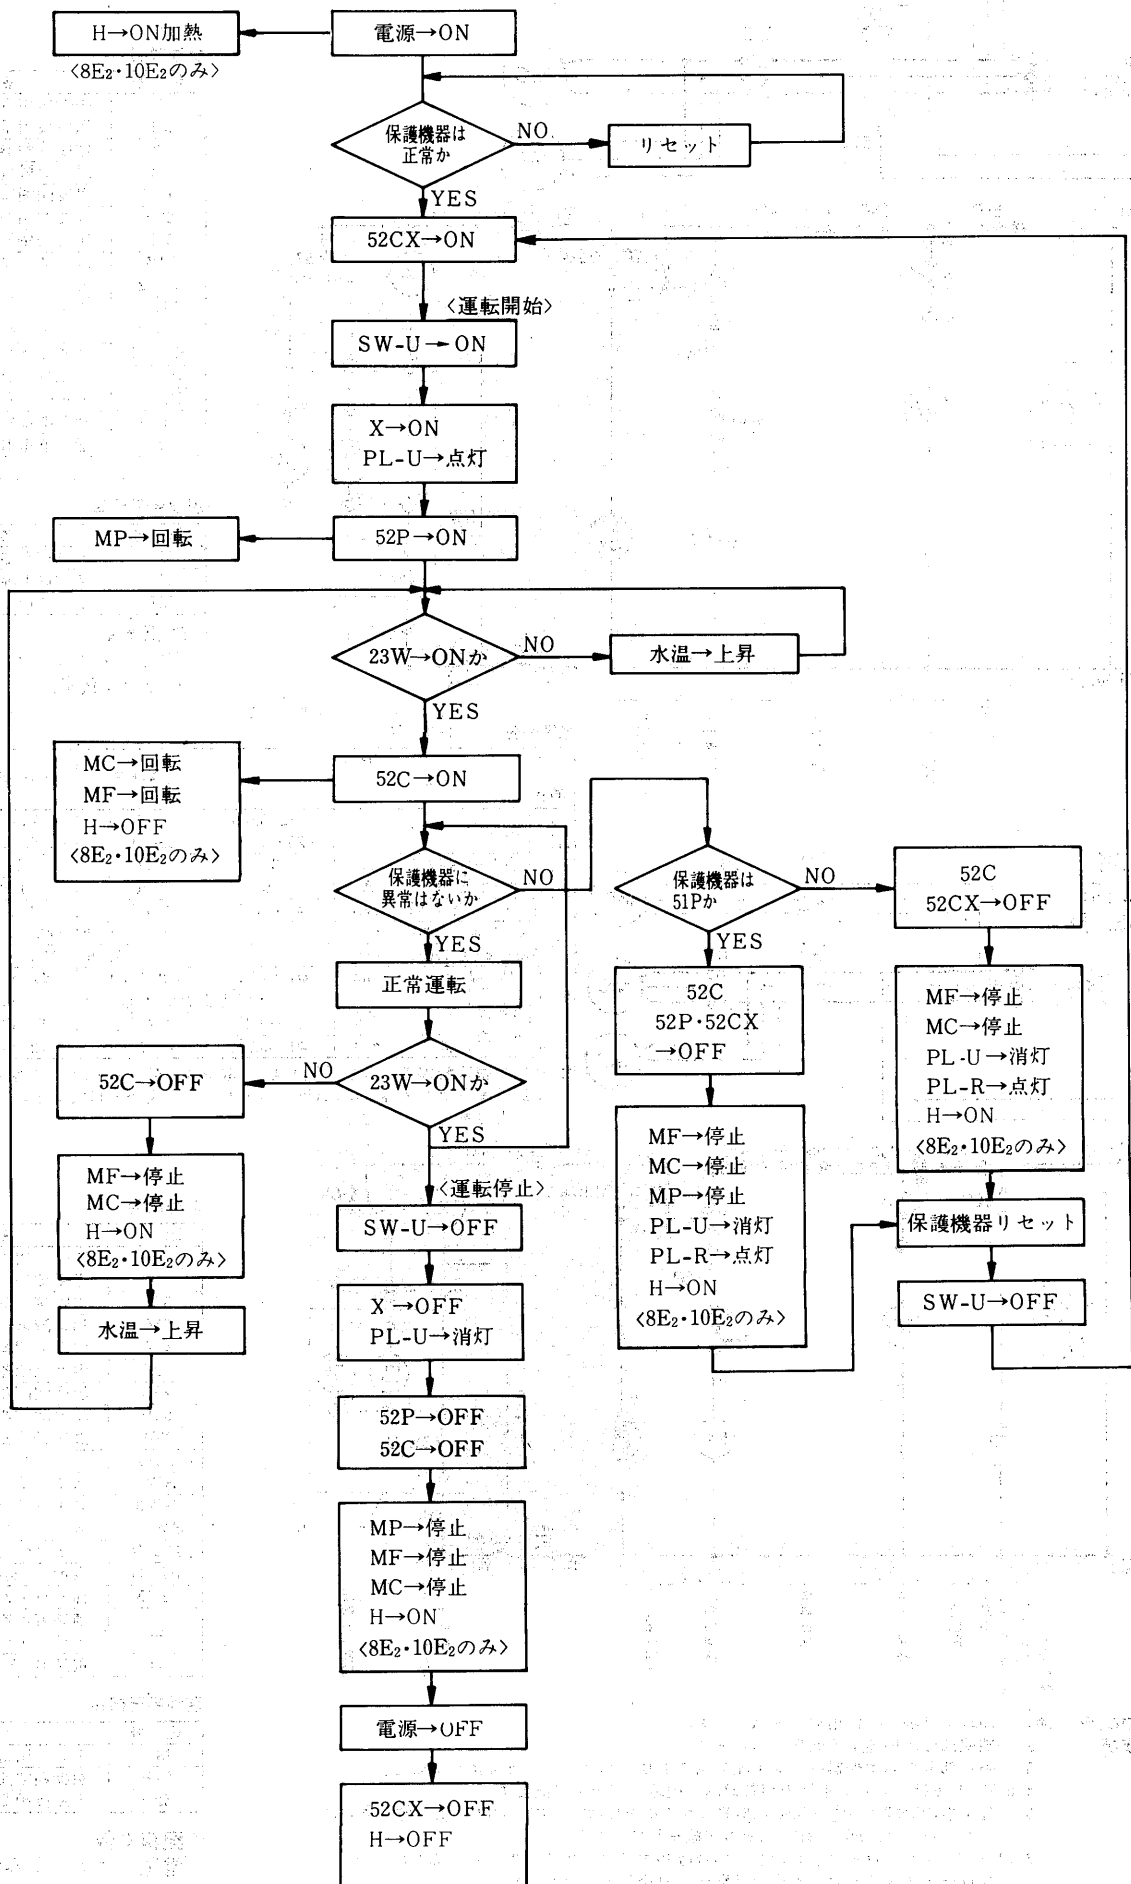 H→ON加熱
電源→ON
〈8E₂・10E₂のみ〉
保護機器は
正常か
NO
リセット
YES
52CX→ON
〈運転開始〉
SW-U→ON
X→ON
PL-U→点灯
MP→回転
52P→ON
23W→ONか
NO
水温→上昇
YES
MC→回転
MF→回転
H→OFF
〈8E₂・10E₂のみ〉
52C→ON
保護機器に
異常はないか
NO
YES
保護機器は
51Pか
NO
YES
52C
52CX→OFF
正常運転
52C
52P・52CX
→OFF
MF→停止
MC→停止
PL-U→消灯
PL-R→点灯
H→ON
〈8E₂・10E₂のみ〉
23W→ONか
NO
YES
52C→OFF
MF→停止
MC→停止
H→ON
〈8E₂・10E₂のみ〉
水温→上昇
MF→停止
MC→停止
MP→停止
PL-U→消灯
PL-R→点灯
H→ON
〈8E₂・10E₂のみ〉
保護機器リセット
SW-U→OFF
〈運転停止〉
SW-U→OFF
X→OFF
PL-U→消灯
52P→OFF
52C→OFF
MP→停止
MF→停止
MC→停止
H→ON
〈8E₂・10E₂のみ〉
電源→OFF
52CX→OFF
H→OFF